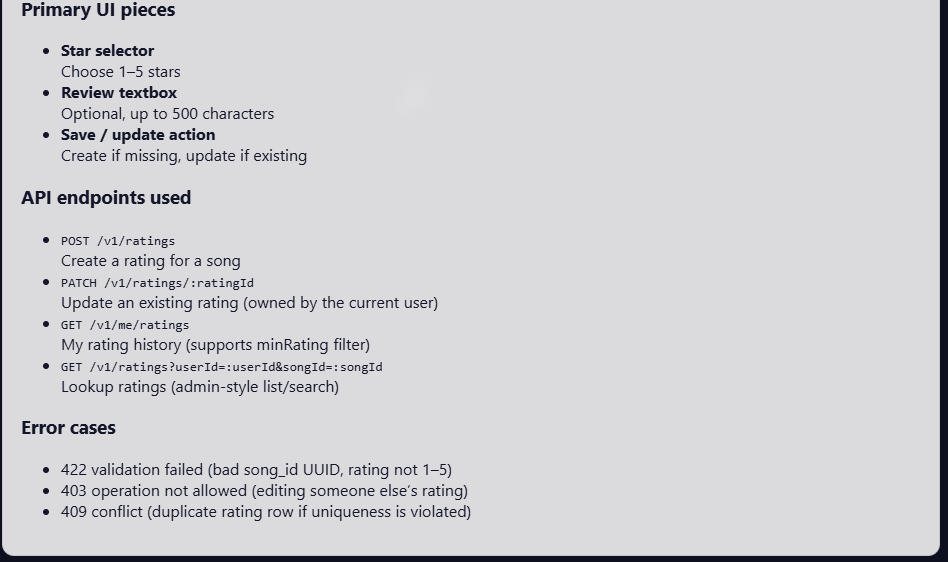 Primary UI pieces
Star selector
Choose 1–5 stars
Review textbox
Optional, up to 500 characters
Save / update action
Create if missing, update if existing
API endpoints used
POST /v1/ratings
Create a rating for a song
PATCH /v1/ratings/:ratingId
Update an existing rating (owned by the current user)
GET /v1/me/ratings
My rating history (supports minRating filter)
GET /v1/ratings?userId=:userId&songId=:songId
Lookup ratings (admin-style list/search)
Error cases
422 validation failed (bad song_id UUID, rating not 1–5)
403 operation not allowed (editing someone else’s rating)
409 conflict (duplicate rating row if uniqueness is violated)